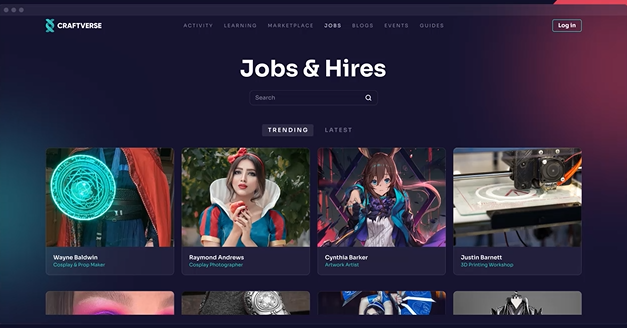 CRAFTVERSE
ACTIVITY LEARNING MARKETPLACE JOBS BLOGS EVENTS GUIDES
Log in
Jobs & Hires
Search
TRENDING LATEST
Wayne Baldwin
Cosplay & Prop Maker
Raymond Andrews
Cosplay Photographer
Cynthia Barker
Artwork Artist
Justin Barnett
3D Printing Workshop